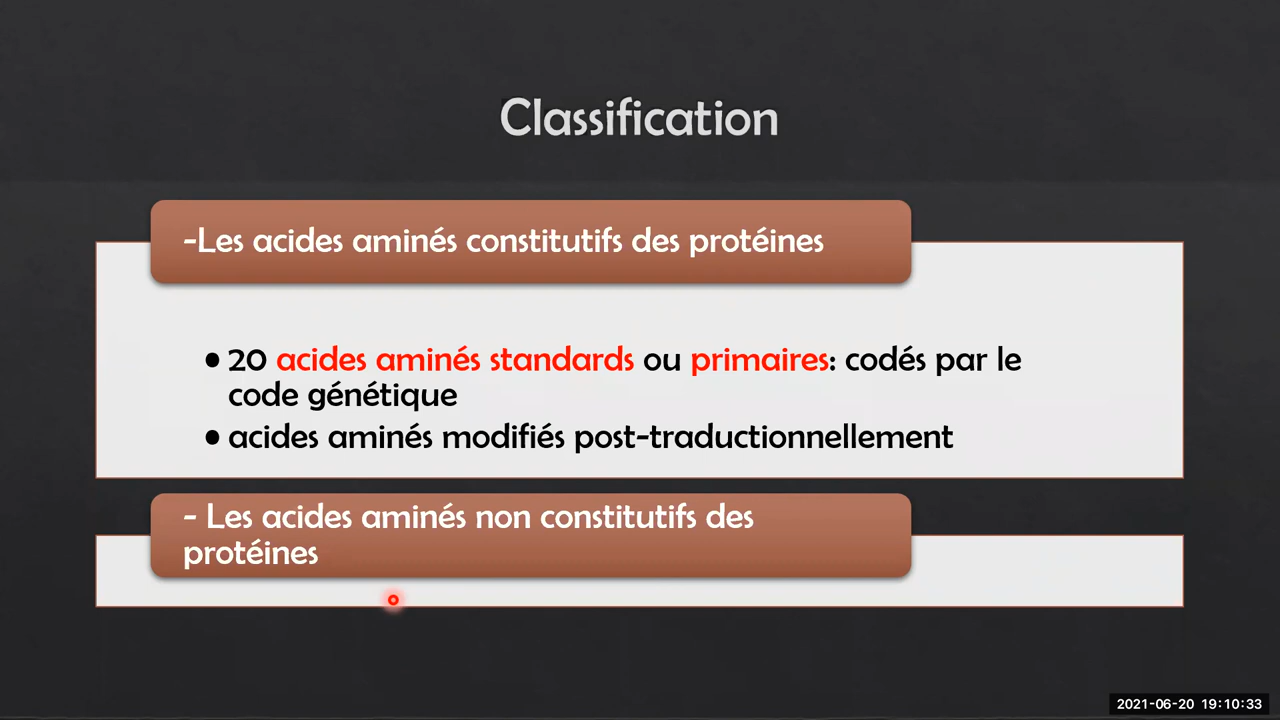 Classification
-Les acides aminés constitutifs des protéines
• 20 acides aminés standards ou primaires: codés par le
code génétique
• acides aminés modifiés post-traductionnellement
- Les acides aminés non constitutifs des
protéines
2021-06-20 19:10:33